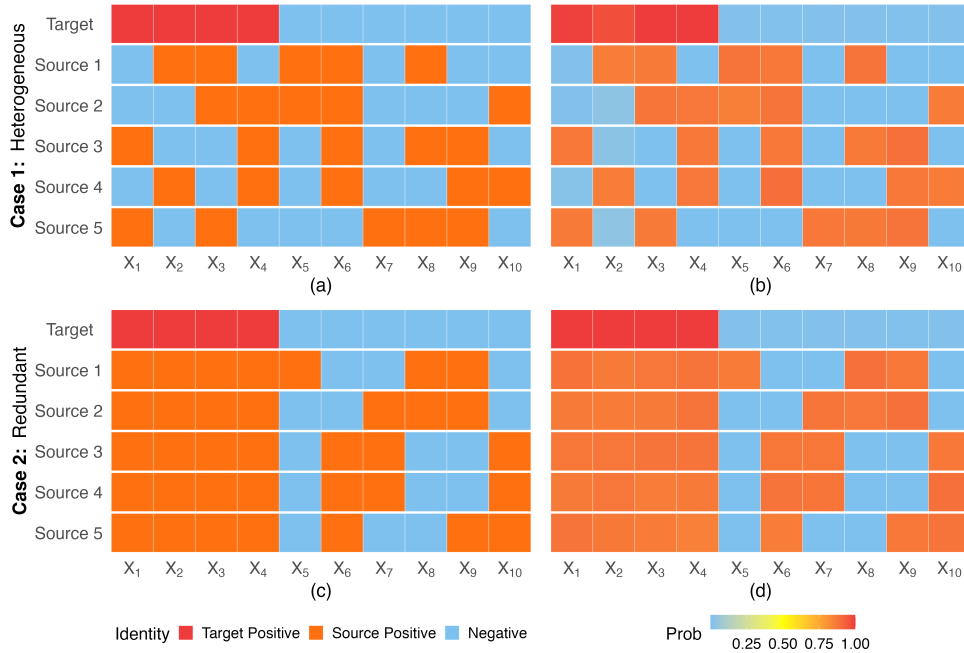 Case 1: Heterogeneous
Target
Source 1
Source 2
Source 3
Source 4
Source 5
X1 X2 X3 X4 X5 X6 X7 X8 X9 X10
(a)
X1 X2 X3 X4 X5 X6 X7 X8 X9 X10
(b)
Case 2: Redundant
Target
Source 1
Source 2
Source 3
Source 4
Source 5
X1 X2 X3 X4 X5 X6 X7 X8 X9 X10
(c)
X1 X2 X3 X4 X5 X6 X7 X8 X9 X10
(d)
Identity Target Positive Source Positive Negative
Prob
0.25 0.50 0.75 1.00